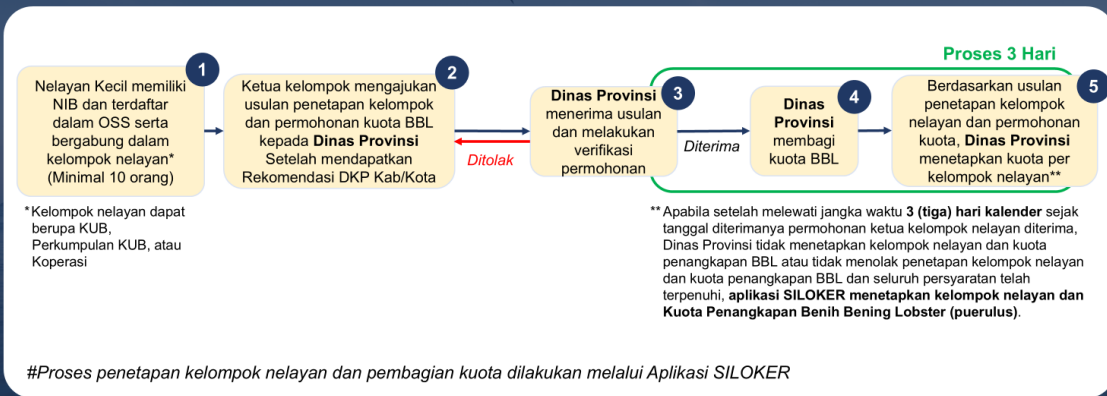 Proses 3 Hari
1
Nelayan Kecil memiliki
NIB dan terdaftar
dalam OSS serta
bergabung dalam
kelompok nelayan*
(Minimal 10 orang)
2
Ketua kelompok mengajukan
usulan penetapan kelompok
dan permohonan kuota BBL
kepada Dinas Provinsi
Setelah mendapatkan
Rekomendasi DKP Kab/Kota
Ditolak
3
Dinas Provinsi
menerima usulan
dan melakukan
verifikasi
permohonan
Diterima
4
Dinas
Provinsi
membagi
kuota BBL
5
Berdasarkan usulan
penetapan kelompok
nelayan dan permohonan
kuota, Dinas Provinsi
menetapkan kuota per
kelompok nelayan**
*Kelompok nelayan dapat
berupa KUB,
Perkumpulan KUB, atau
Koperasi
** Apabila setelah melewati jangka waktu 3 (tiga) hari kalender sejak
tanggal diterimanya permohonan ketua kelompok nelayan diterima,
Dinas Provinsi tidak menetapkan kelompok nelayan dan kuota
penangkapan BBL atau tidak menolak penetapan kelompok nelayan
dan kuota penangkapan BBL dan seluruh persyaratan telah
terpenuhi, aplikasi SILOKER menetapkan kelompok nelayan dan
Kuota Penangkapan Benih Bening Lobster (puerulus).
#Proses penetapan kelompok nelayan dan pembagian kuota dilakukan melalui Aplikasi SILOKER